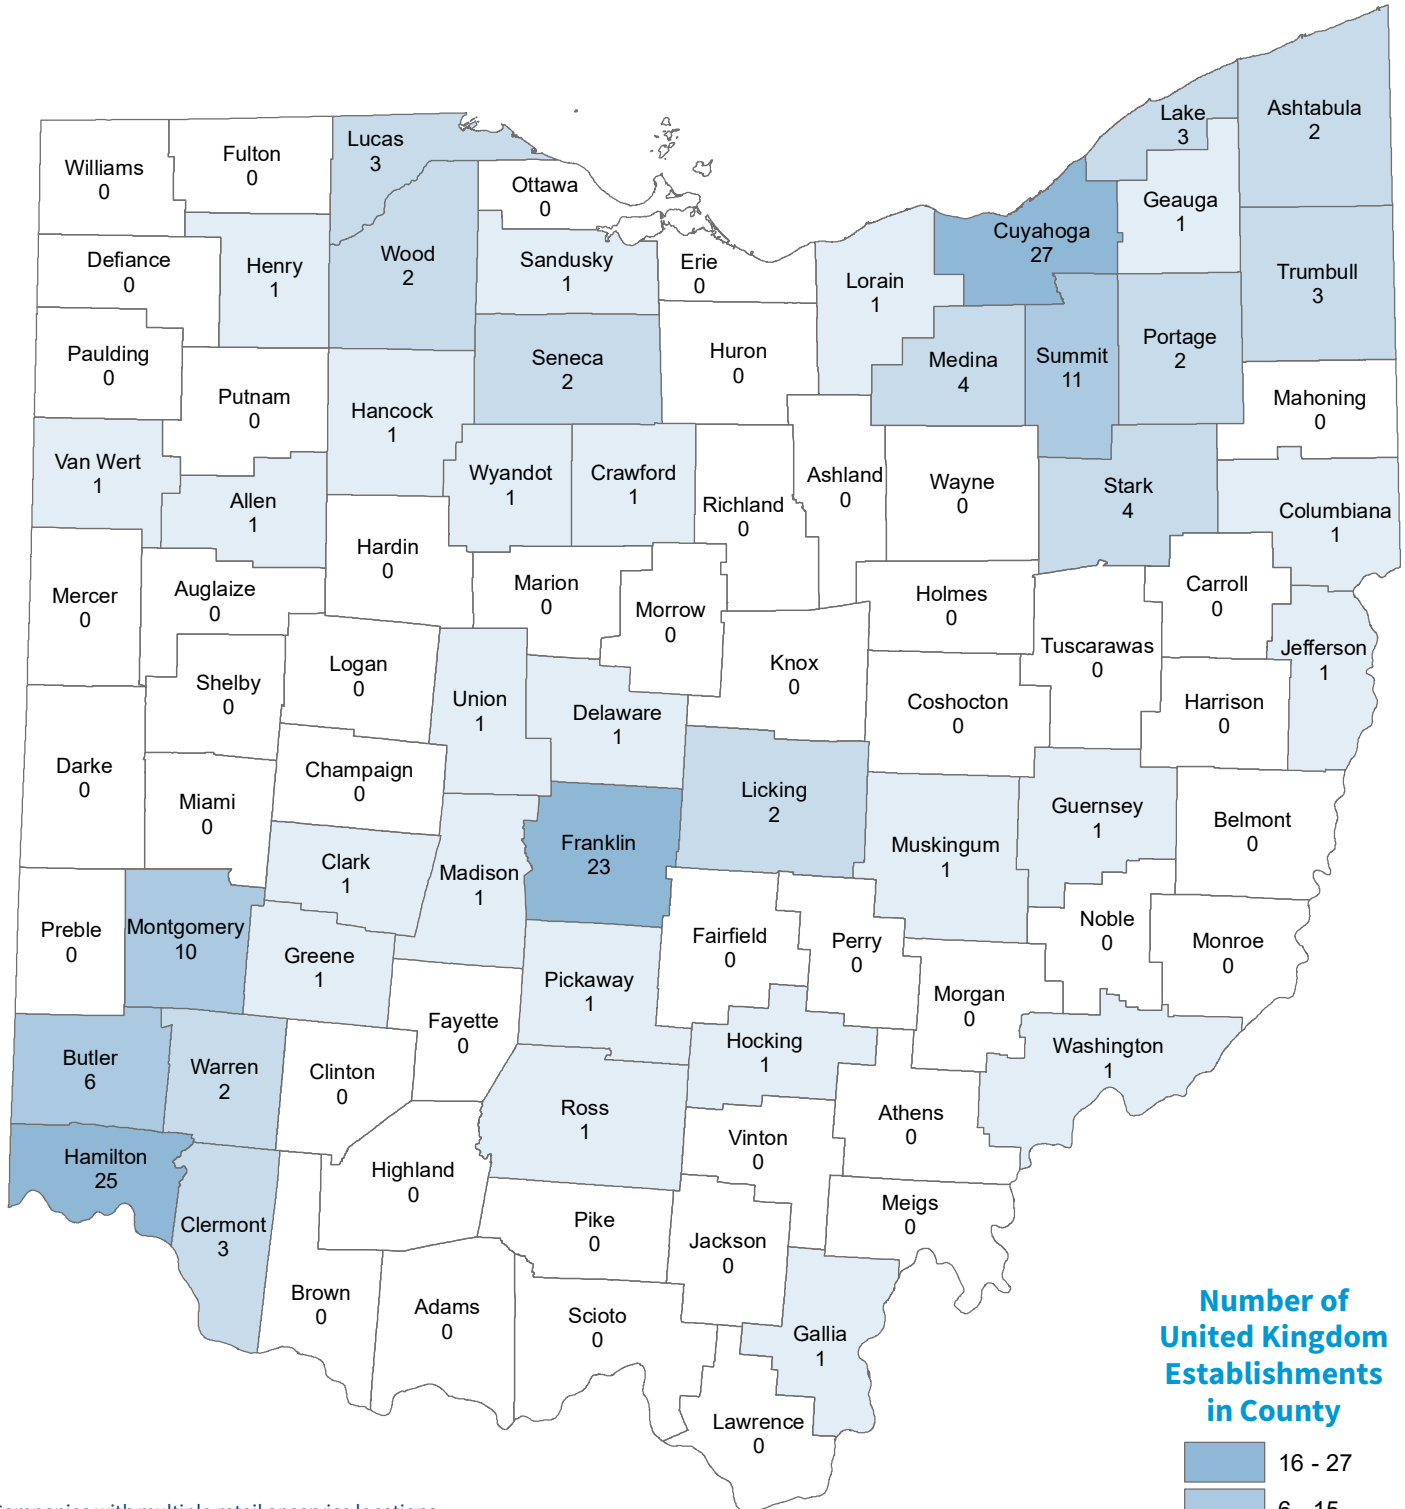 Lake
3
Ashtabula
2
Lucas
3
Williams
0
Fulton
0
Ottawa
0
Geauga
1
Cuyahoga
27
Defiance
0
Henry
1
Wood
2
Sandusky
1
Erie
0
Lorain
1
Trumbull
3
Paulding
0
Putnam
0
Hancock
1
Seneca
2
Huron
0
Medina
4
Summit
11
Portage
2
Mahoning
0
Van Wert
1
Allen
1
Wyandot
1
Crawford
1
Richland
0
Ashland
0
Wayne
0
Stark
4
Columbiana
1
Mercer
0
Auglaize
0
Hardin
0
Marion
0
Morrow
0
Holmes
0
Carroll
0
Tuscarawas
0
Jefferson
1
Shelby
0
Logan
0
Union
1
Delaware
1
Knox
0
Coshocton
0
Harrison
0
Darke
0
Miami
0
Champaign
0
Licking
2
Muskingum
1
Guernsey
1
Belmont
0
Clark
1
Madison
1
Franklin
23
Preble
0
Montgomery
10
Greene
1
Pickaway
1
Fairfield
0
Perry
0
Noble
0
Monroe
0
Morgan
0
Fayette
0
Butler
6
Warren
2
Clinton
0
Hocking
1
Washington
1
Ross
1
Athens
0
Vinton
0
Hamilton
25
Highland
0
Clermont
3
Pike
0
Jackson
0
Meigs
0
Brown
0
Adams
0
Scioto
0
Gallia
1
Lawrence
0
Number of
United Kingdom
Establishments
in County
16 - 27
6 - 15